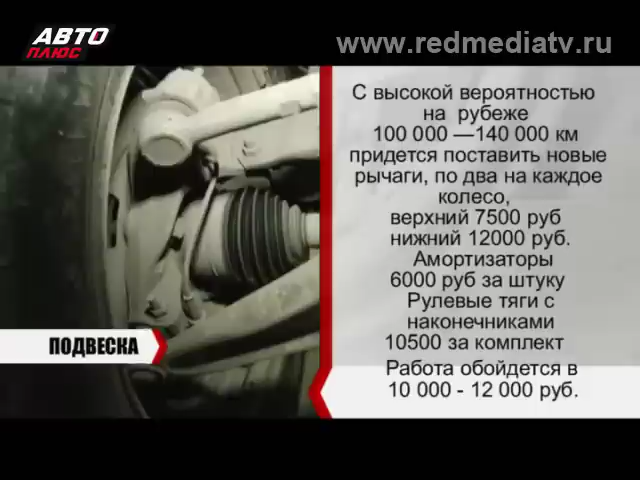 АВТО
ПЛЮС
www.redmediatv.ru
С высокой вероятностью
на рубеже
100 000 —140 000 км
придется поставить новые
рычаги, по два на каждое
колесо,
верхний 7500 руб
нижний 12000 руб.
Амортизаторы
6000 руб за штуку
Рулевые тяги с
наконечниками
10500 за комплект
Работа обойдется в
10 000 - 12 000 руб.
ПОДВЕСКА